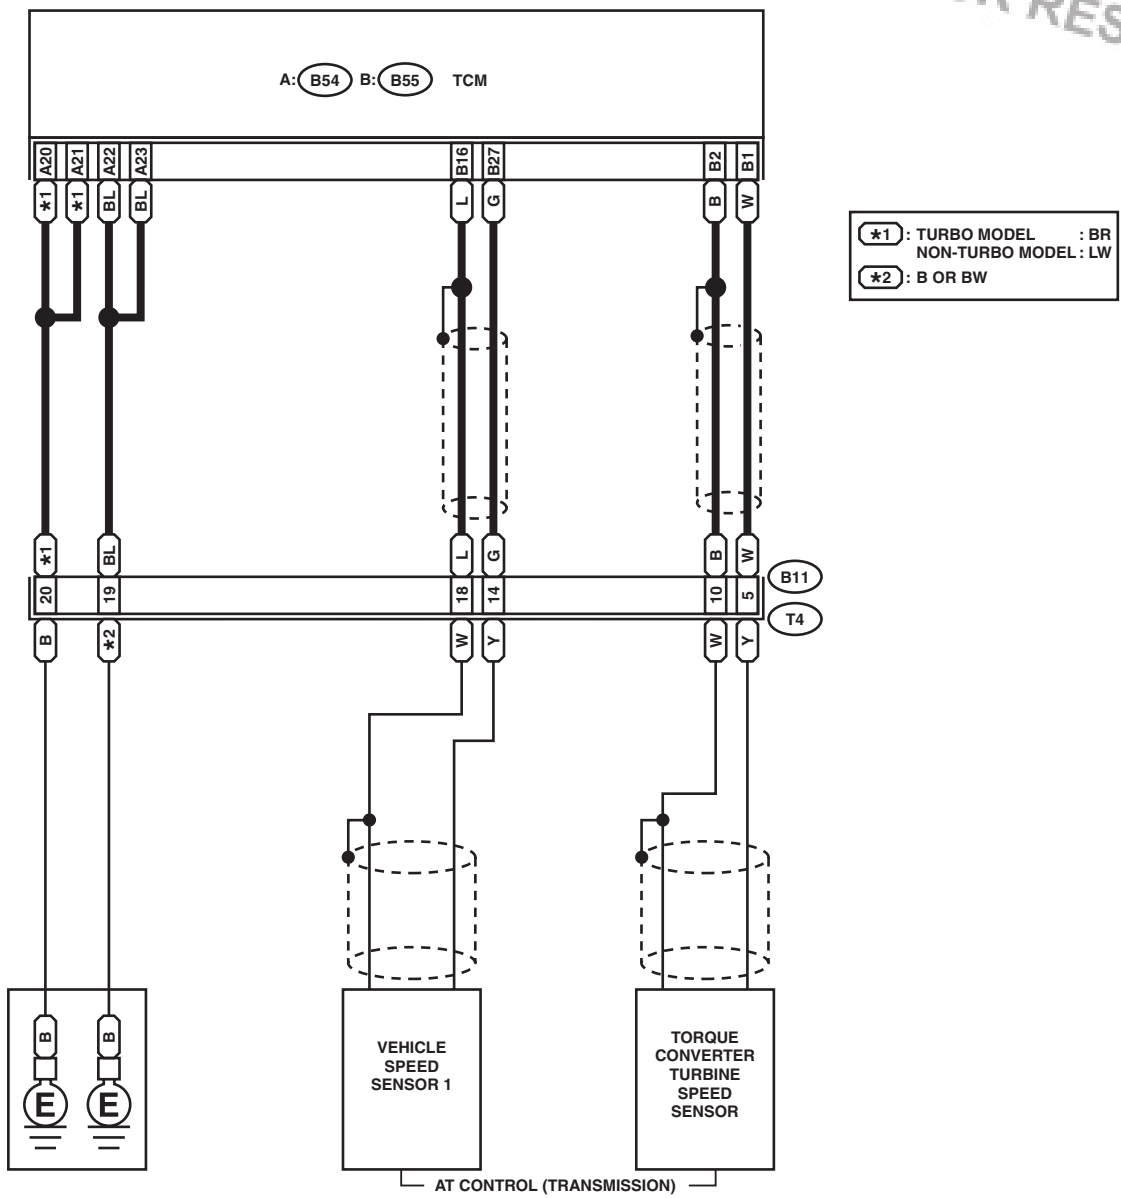 OR RES
A: B54 B: B55 TCM
A20 A21 A22 A23 B16 B27 B2 B1
*1 *1 BL BL L G B W
*1 : TURBO MODEL : BR
NON-TURBO MODEL : LW
*2 : B OR BW
*1 BL L G B W
B11
20 19 18 14 10 5
T4
B *2 W Y W Y
B B
E E
VEHICLE
SPEED
SENSOR 1
TORQUE
CONVERTER
TURBINE
SPEED
SENSOR
AT CONTROL (TRANSMISSION)